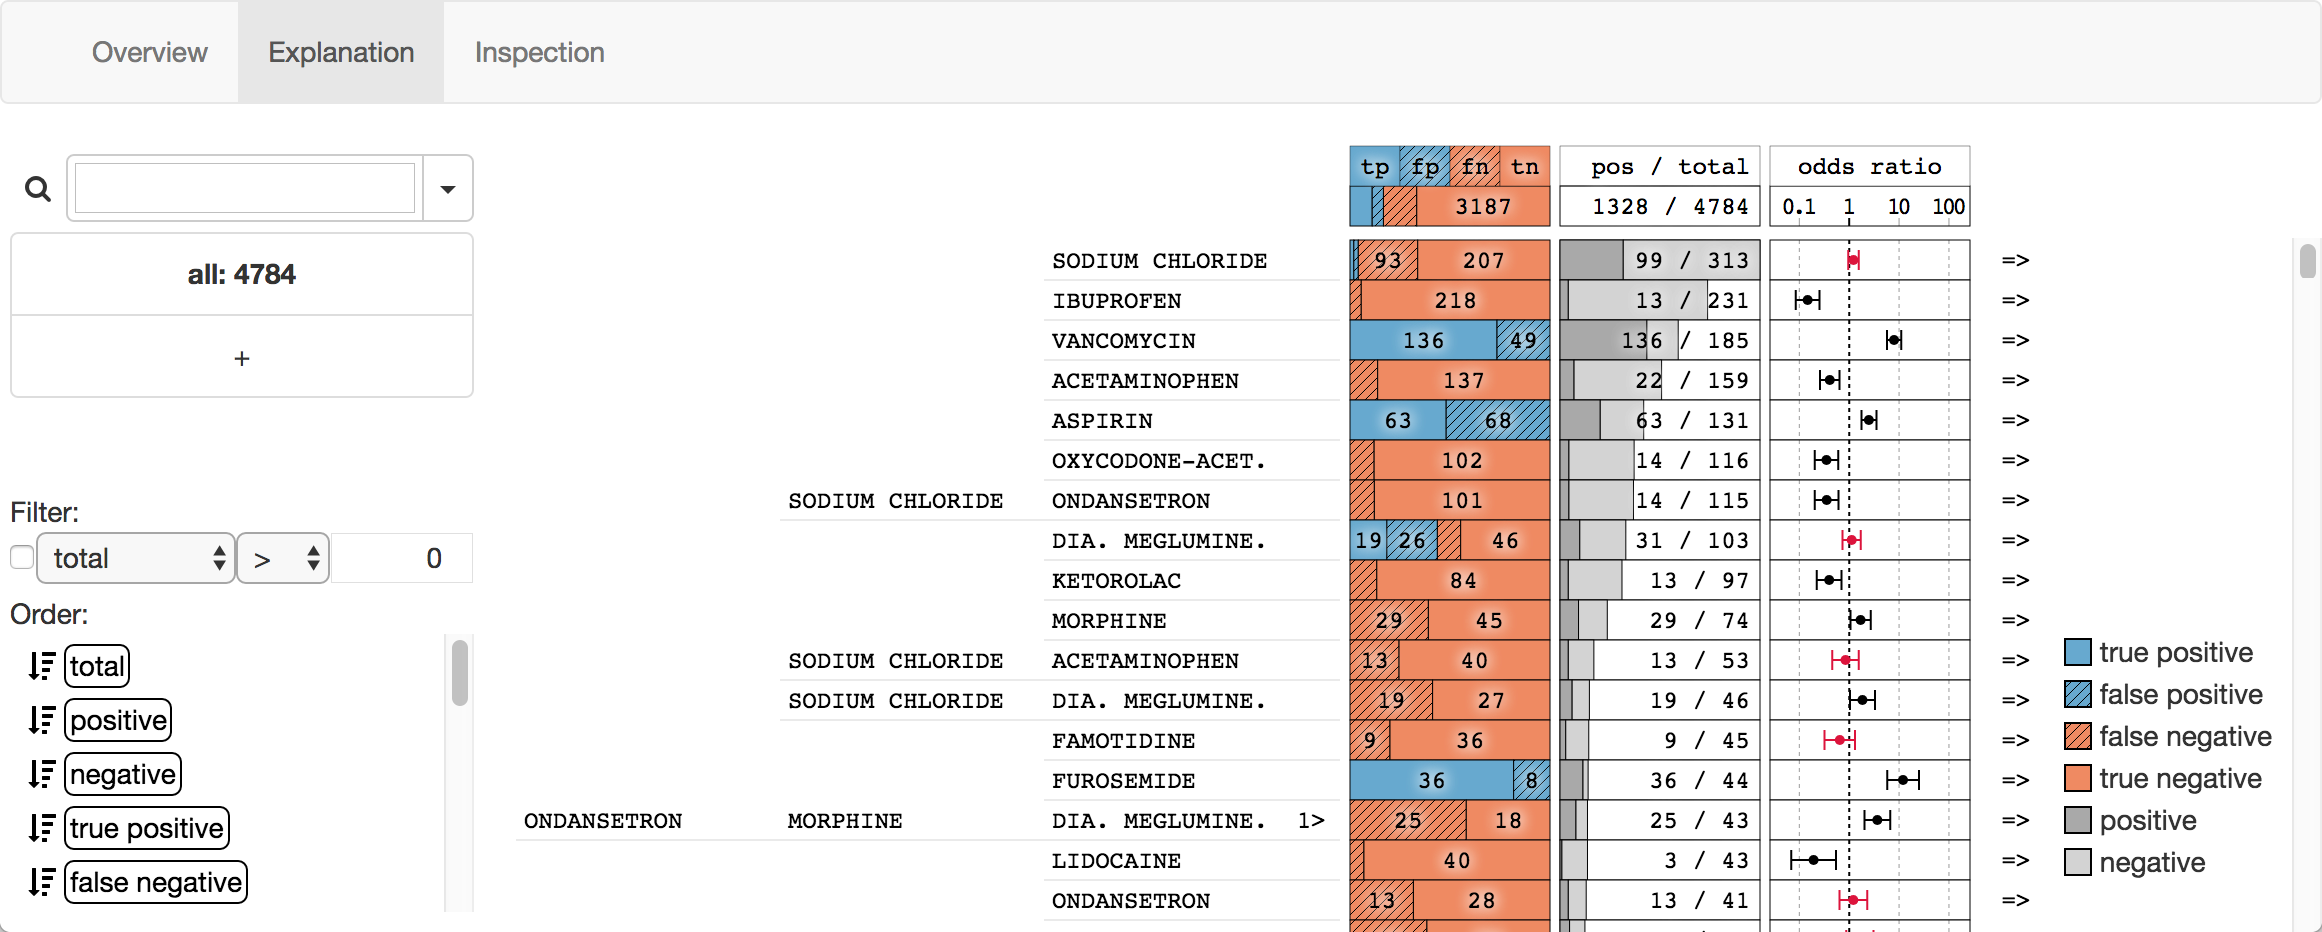 Overview Explanation Inspection
tp fp fn tn pos / total odds ratio
3187 1328 / 4784 0.1 1 10 100
all: 4784
+
Filter:
total > 0
Order:
total
positive
negative
true positive
false negative
SODIUM CHLORIDE 93 207 99 / 313 =>
IBUPROFEN 218 13 / 231 =>
VANCOMYCIN 136 49 136 / 185 =>
ACETAMINOPHEN 137 22 / 159 =>
ASPIRIN 63 68 63 / 131 =>
OXYCODONE-ACET. 102 14 / 116 =>
SODIUM CHLORIDE ONDANSETRON 101 14 / 115 =>
DIA. MEGLUMINE. 19 26 46 31 / 103 =>
KETOROLAC 84 13 / 97 =>
MORPHINE 29 45 29 / 74 =>
SODIUM CHLORIDE ACETAMINOPHEN 13 40 13 / 53 =>
SODIUM CHLORIDE DIA. MEGLUMINE. 19 27 19 / 46 =>
FAMOTIDINE 9 36 9 / 45 =>
FUROSEMIDE 36 8 36 / 44 =>
ONDANSETRON MORPHINE DIA. MEGLUMINE. 1> 25 18 25 / 43 =>
LIDOCAINE 40 3 / 43 =>
ONDANSETRON 13 28 13 / 41 =>
true positive
false positive
false negative
true negative
positive
negative